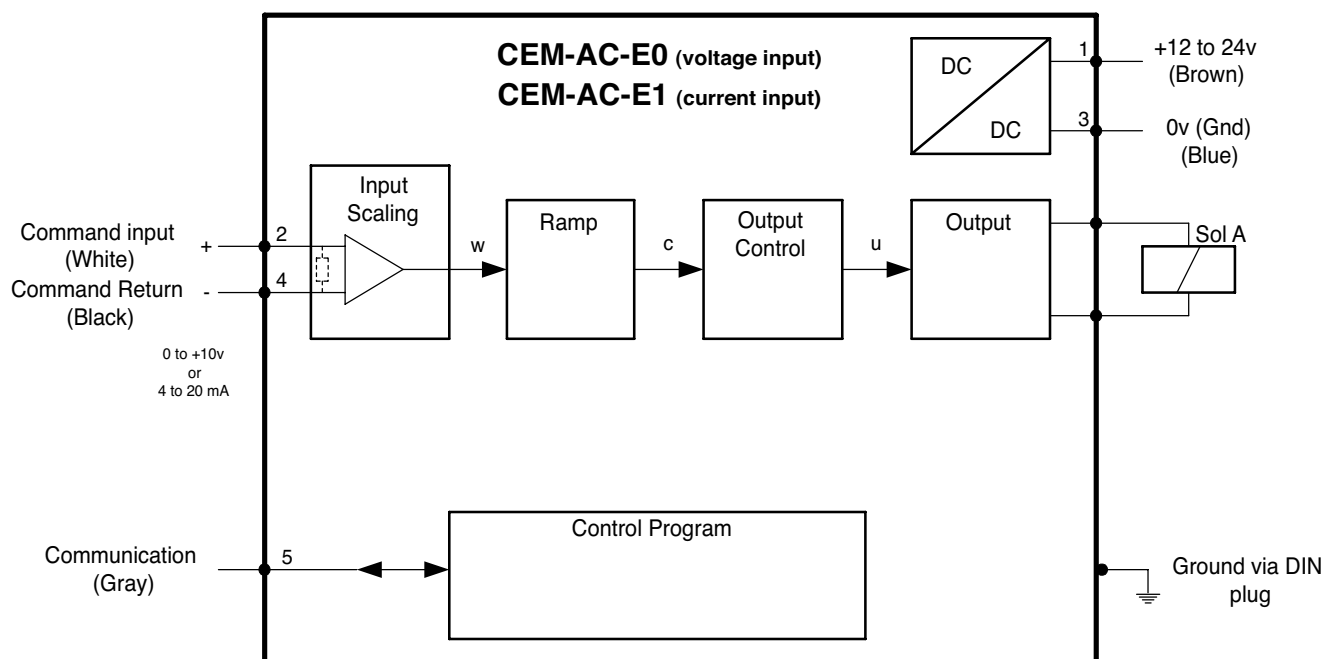 CEM-AC-E0 (voltage input)
CEM-AC-E1 (current input)
DC
DC
1
+12 to 24v
(Brown)
3
0v (Gnd)
(Blue)
Input
Scaling
Ramp
Output
Control
Output
Sol A
Command input
(White)
+
2
Command Return
(Black)
-
4
w
c
u
0 to +10v
or
4 to 20 mA
Control Program
Communication
(Gray)
5
Ground via DIN
plug